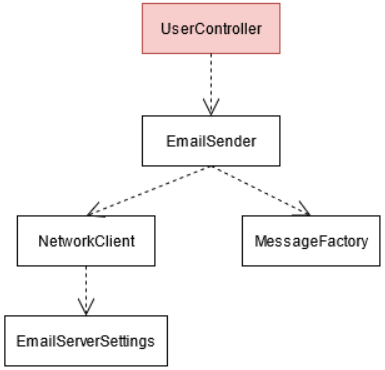 UserController
EmailSender
NetworkClient
MessageFactory
EmailServerSettings